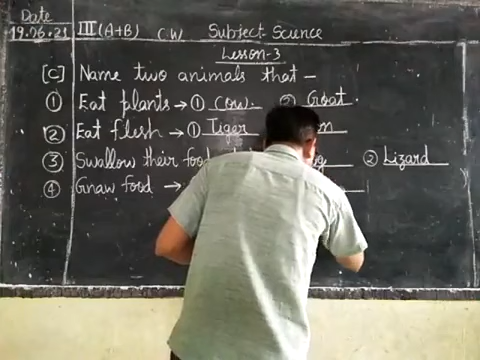 Date
19.06.21 III (A+B) C.W Subject-Science
Lesson-3
[C] Name two animals that -
① Eat plants → ① Cow ② Goat.
② Eat flesh → ① Tiger
③ Swallow their food ② Lizard
④ Gnaw food →